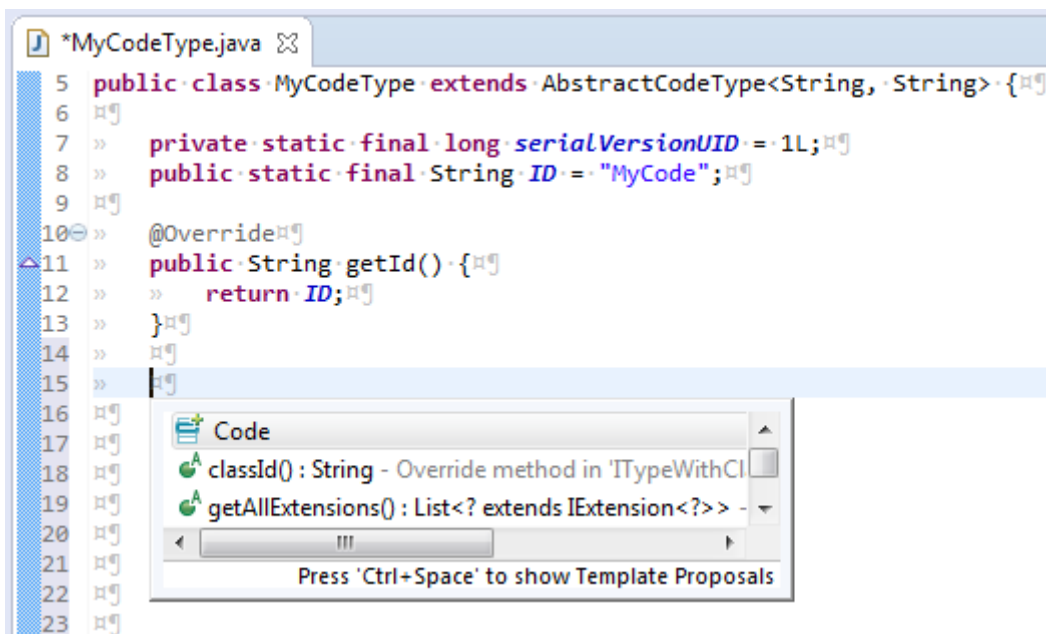 *MyCodeType.java
5 public class MyCodeType extends AbstractCodeType<String, String> {¤¶
6 ¤¶
7 » private static final long serialVersionUID = 1L;¤¶
8 » public static final String ID = "MyCode";¤¶
9 ¤¶
10 » @Override¤¶
11 » public String getId() {¤¶
12 » » return ID;¤¶
13 » }¤¶
14 » ¤¶
15 » ¤¶
16 ¤¶
17 ¤¶
18 ¤¶
19 ¤¶
20 ¤¶
21 ¤¶
22 ¤¶
23 ¤¶
Code
classId() : String - Override method in 'ITypeWithCl
getAllExtensions() : List<? extends IExtension<?>> -
Press 'Ctrl+Space' to show Template Proposals